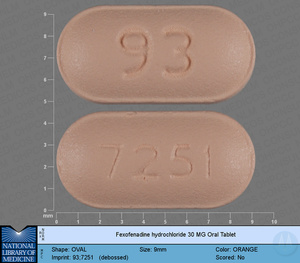 93
7251
Fexofenadine hydrochloride 30 MG Oral Tablet
NATIONAL
LIBRARY OF
MEDICINE
Shape: OVAL Size: 9mm Color: ORANGE
Imprint: 93;7251 (debossed) Scored: No